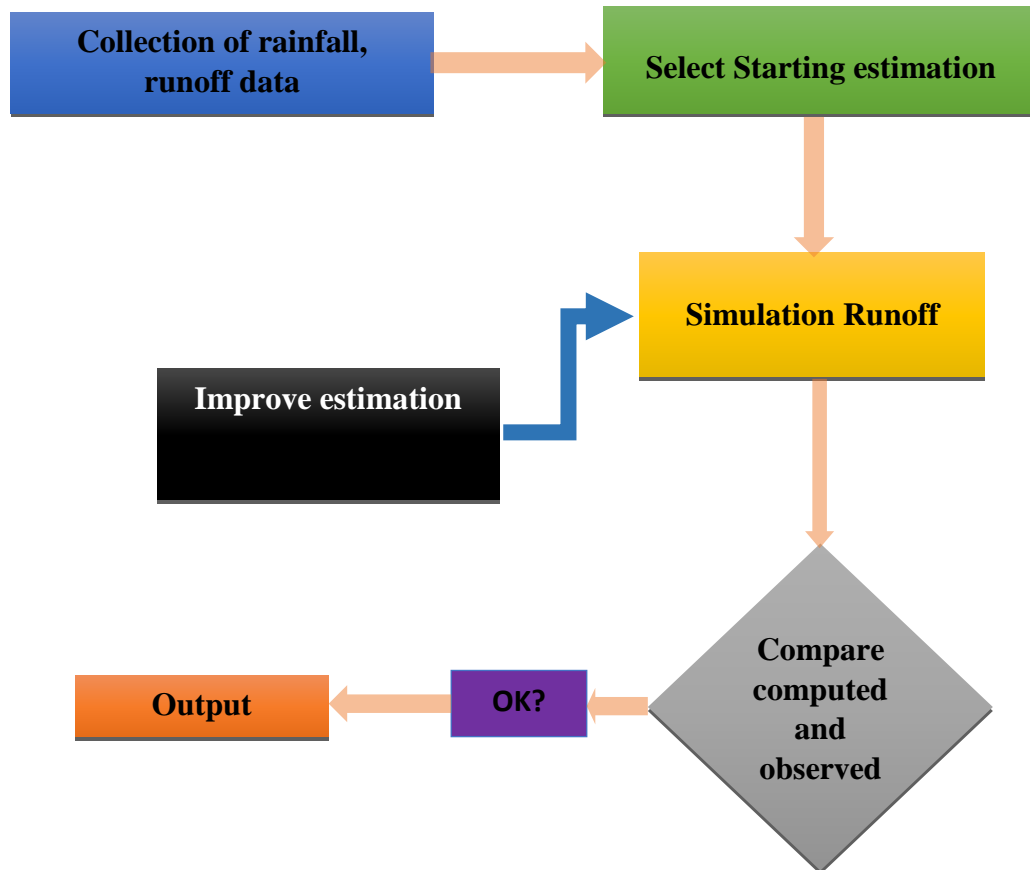 Collection of rainfall,
runoff data
Select Starting estimation
Simulation Runoff
Improve estimation
Compare
computed
and
observed
OK?
Output